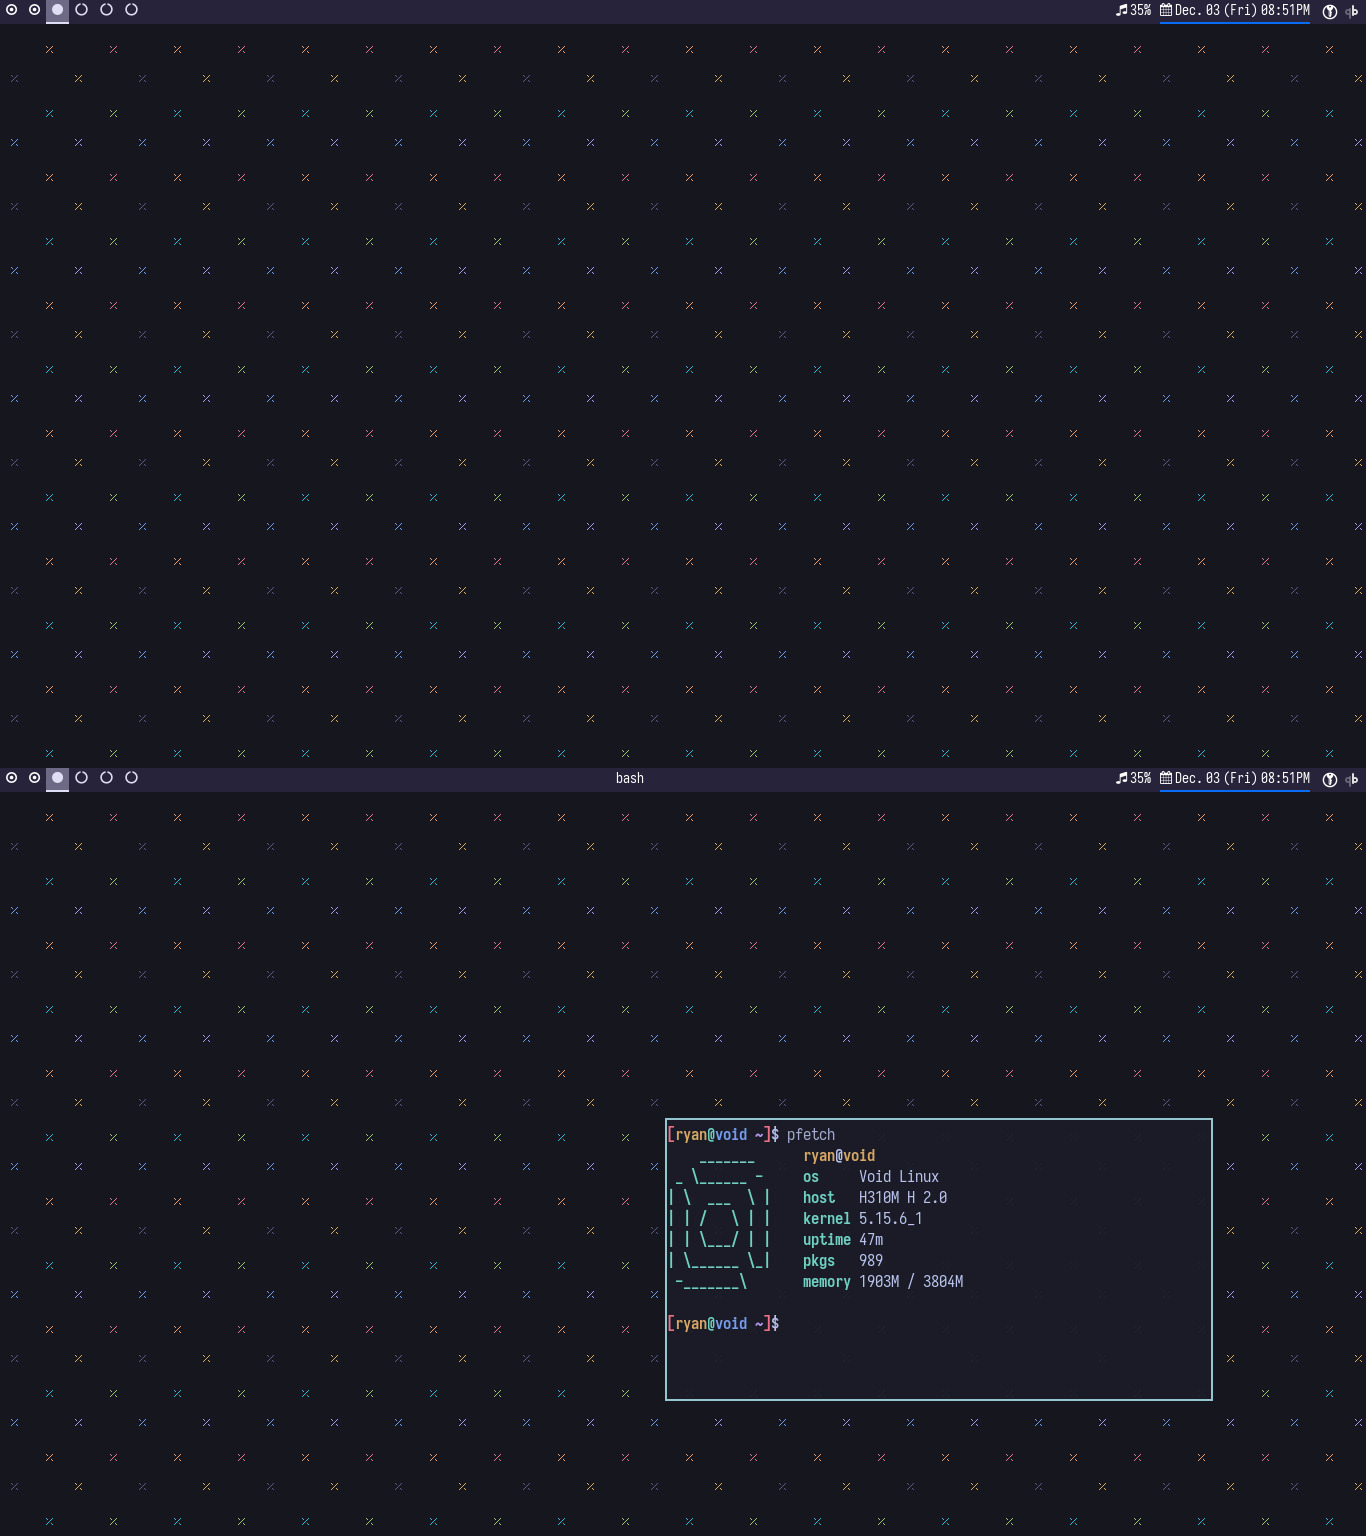 35% Dec. 03 (Fri) 08:51PM
bash
35% Dec. 03 (Fri) 08:51PM
[ryan@void ~]$ pfetch
ryan@void
os Void Linux
host H310M H 2.0
kernel 5.15.6_1
uptime 47m
pkgs 989
memory 1903M / 3804M
[ryan@void ~]$